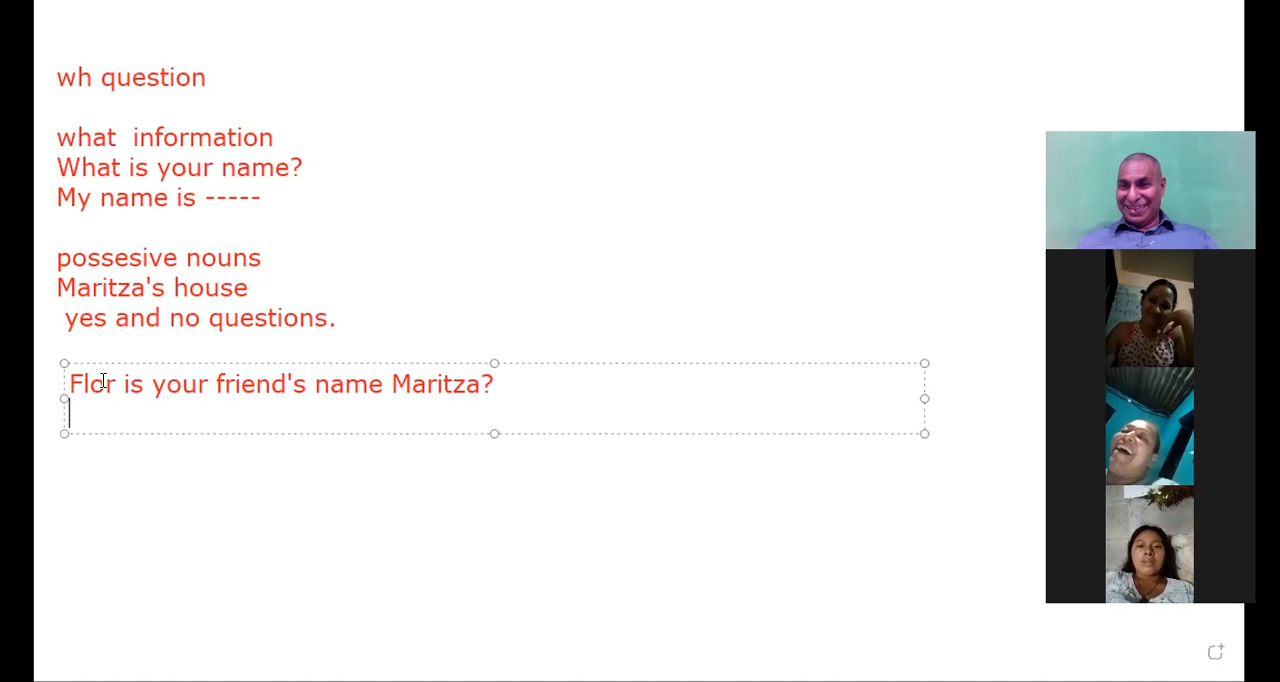 wh question
what  information
What is your name?
My name is -----
possesive nouns
Maritza's house
yes and no questions.
Flor is your friend's name Maritza?